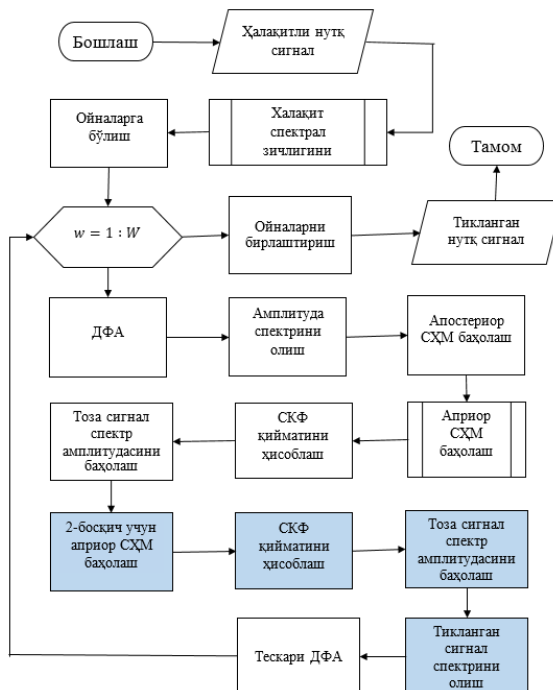 Бошлаш
Ҳалақитли нутқ
сигнал
Ойналарга
бўлиш
Халақит
спектрал
зичлигини
Тамом
w = 1 : W
Ойналарни
бирлаштириш
Тикланган
нутқ сигнал
ДФА
Амплитуда
спектрини
олиш
Апостериор
СҲМ баҳолаш
Тоза сигнал
спектр
амплитудасини
баҳолаш
СКФ
қийматини
ҳисоблаш
Априор
СҲМ
баҳолаш
2-босқич учун
априор СҲМ
баҳолаш
СКФ
қийматини
ҳисоблаш
Тоза сигнал
спектр
амплитудасини
баҳолаш
Тескари ДФА
Тикланган
сигнал
спектрини
олиш